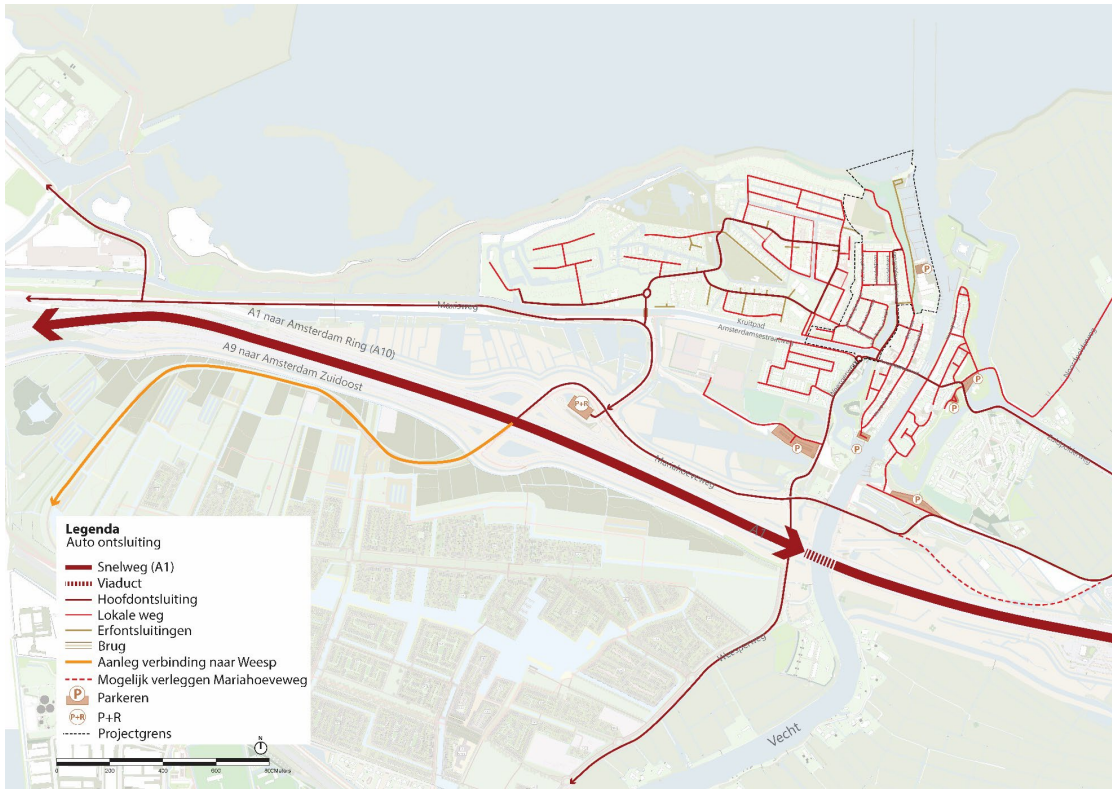 P
Marisweg
A1 naar Amsterdam Ring (A10)
A9 naar Amsterdam Zuidoost
Kruitpad
Amsterdamsestraatweg
P
P+R
P
P
P
Mariahoeveweg
P
A1
Weesperweg
Vecht
Legenda
Auto ontsluiting
Snelweg (A1)
Viaduct
Hoofdontsluiting
Lokale weg
Erfontsluitingen
Brug
Aanleg verbinding naar Weesp
Mogelijk verleggen Mariahoeveweg
P Parkeren
P+R P+R
Projectgrens
N
0 200 400 600 800Meters